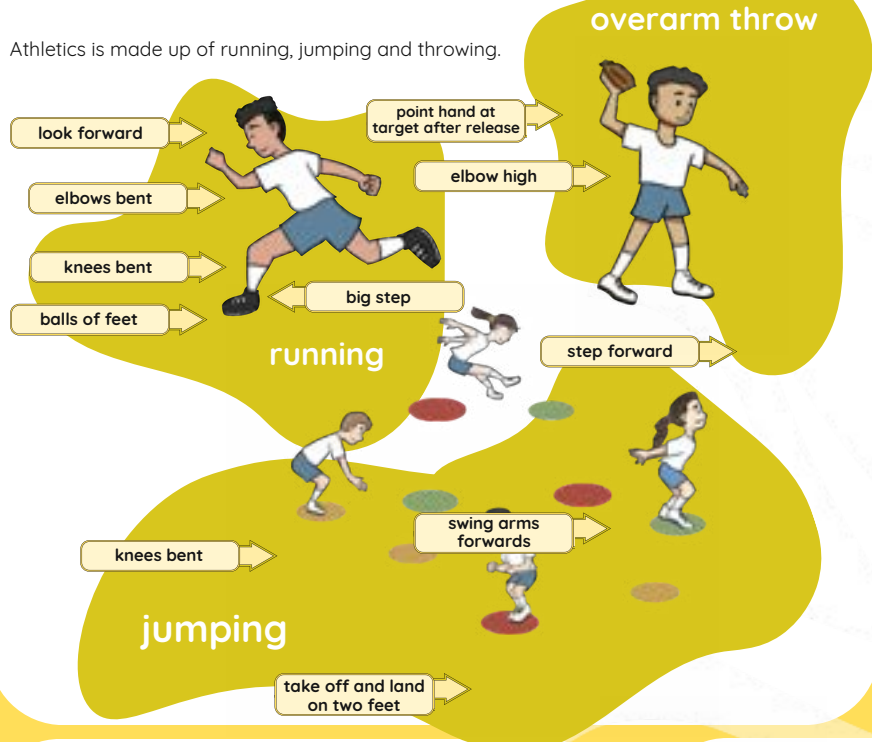 overarm throw
Athletics is made up of running, jumping and throwing.
look forward
elbows bent
knees bent
balls of feet
big step
running
point hand at
target after release
elbow high
step forward
swing arms
forwards
knees bent
jumping
take off and land
on two feet